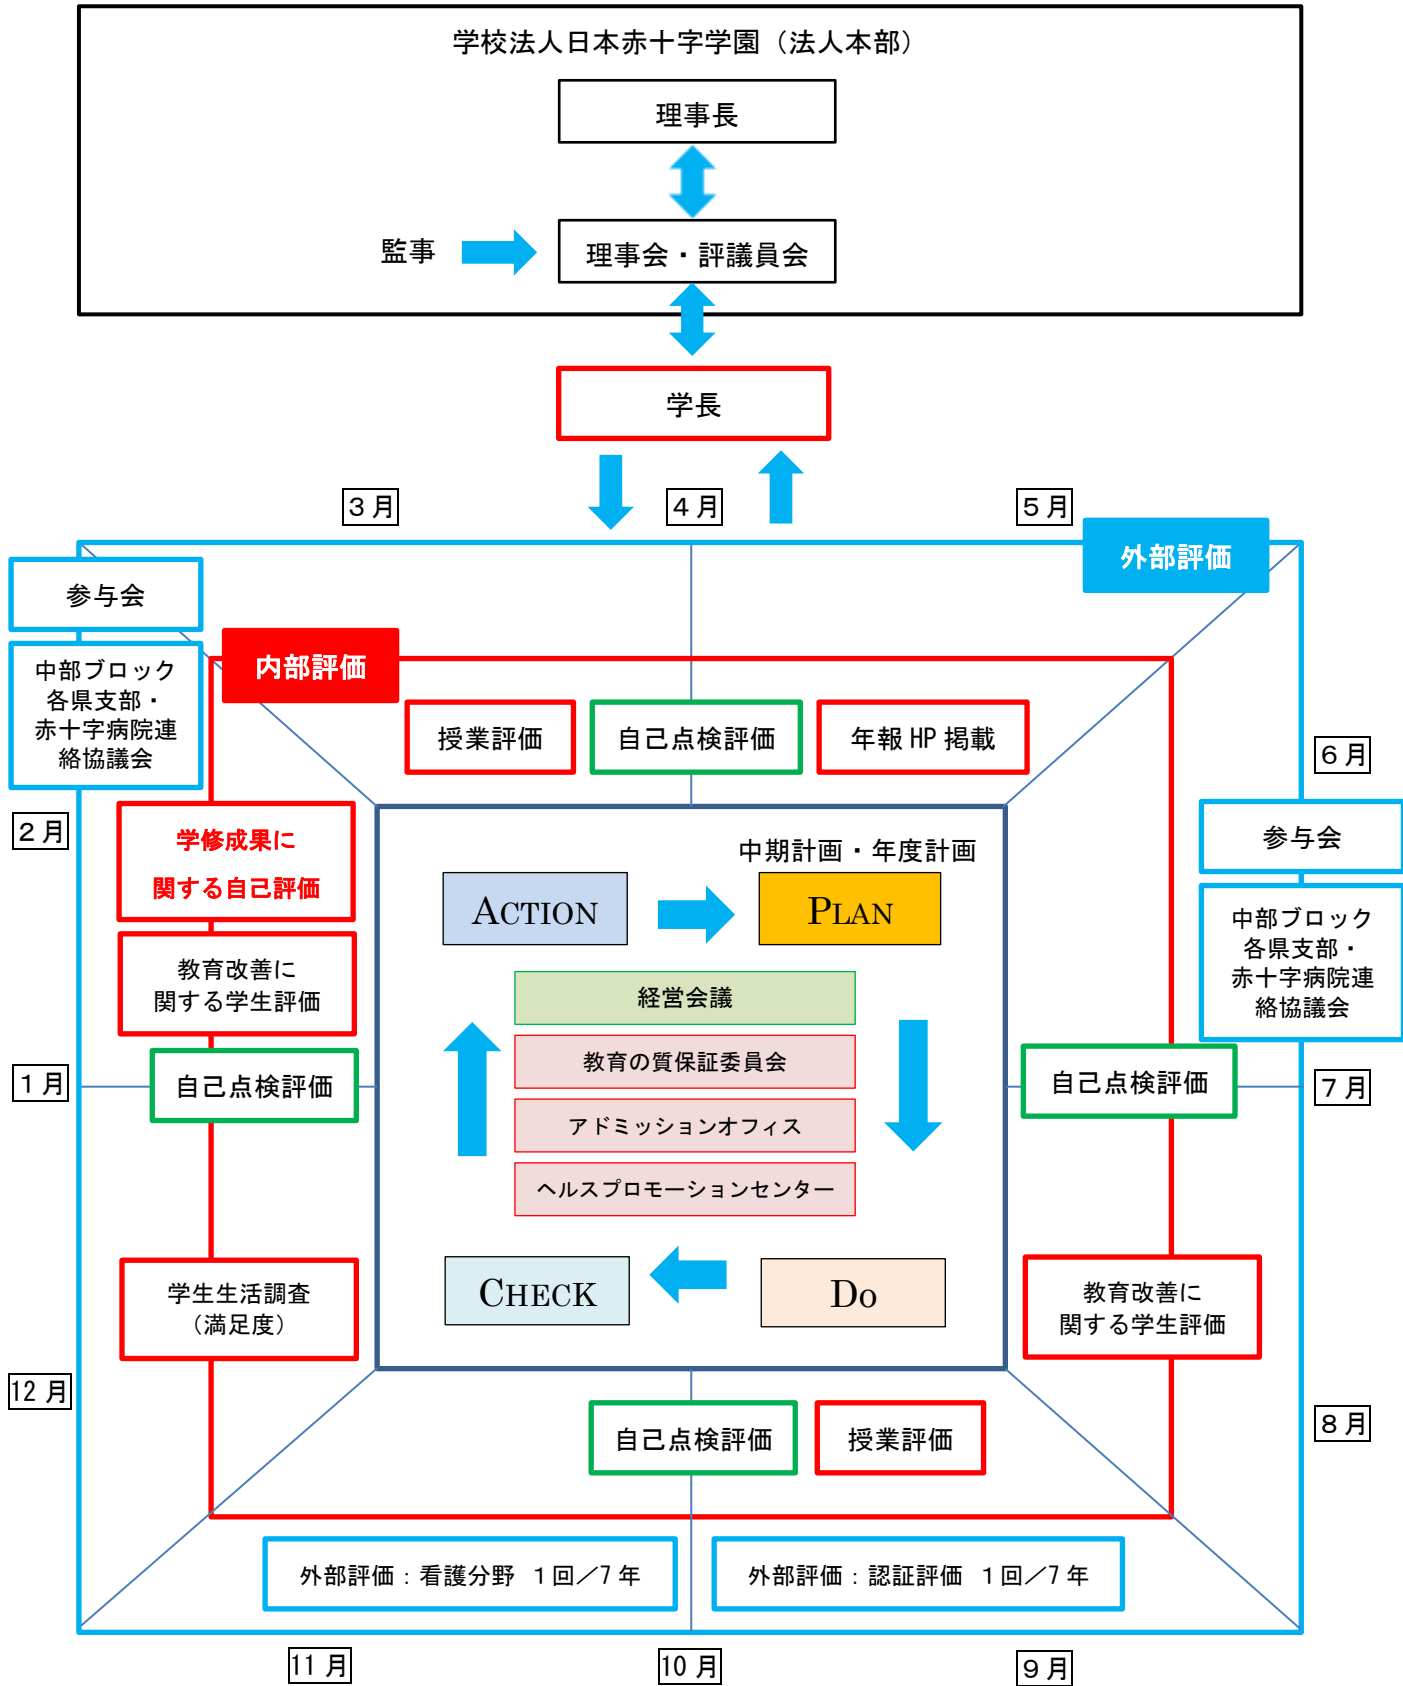 学校法人日本赤十字学園（法人本部）
理事長
監事
理事会・評議員会
学長
３月
４月
５月
外部評価
参与会
中部ブロック
各県支部・
赤十字病院連
絡協議会
内部評価
授業評価
自己点検評価
年報 HP 掲載
６月
２月
参与会
学修成果に
関する自己評価
中期計画・年度計画
ACTION
PLAN
中部ブロック
各県支部・
赤十字病院連
絡協議会
教育改善に
関する学生評価
経営会議
教育の質保証委員会
アドミッションオフィス
ヘルスプロモーションセンター
１月
自己点検評価
自己点検評価
７月
学生生活調査
（満足度）
CHECK
DO
教育改善に
関する学生評価
12 月
８月
自己点検評価
授業評価
外部評価：看護分野 １回／7 年
外部評価：認証評価 １回／7 年
11 月
10 月
９月